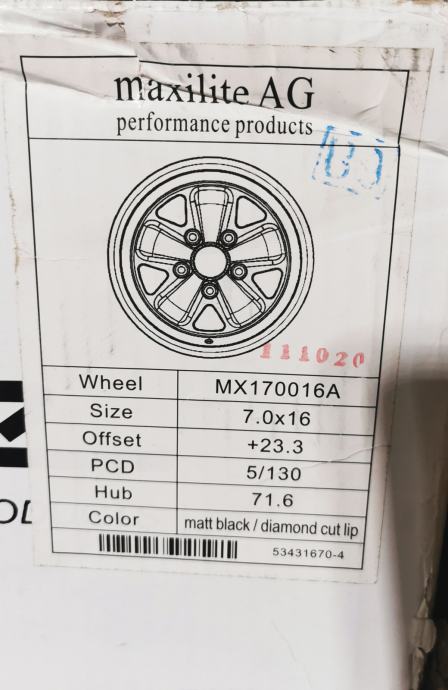 maxilite AG
performance products
111020
Wheel MX170016A
Size 7.0x16
Offset +23.3
PCD 5/130
Hub 71.6
Color matt black / diamond cut lip
53431670-4